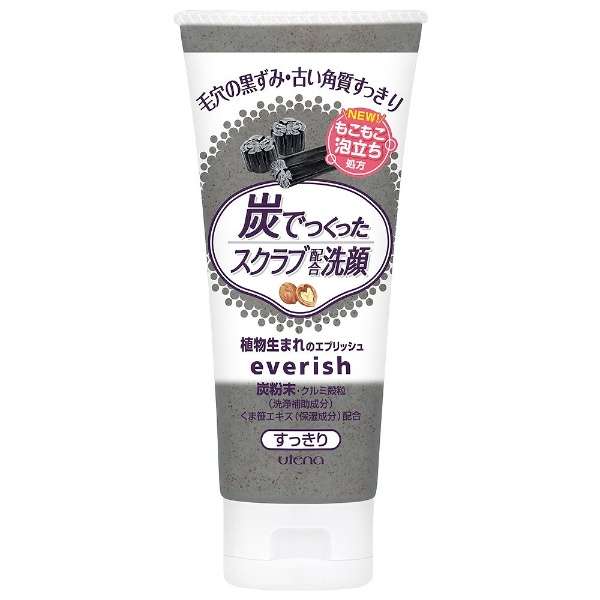 毛穴の黒ずみ・古い角質すっきり
NEW!
もこもこ
泡立ち
処方
炭でつくった
スクラブ配合洗顔
植物生まれのエブリッシュ
everish
炭粉末・クルミ殻粒
(洗浄補助成分)
くま笹エキス(保湿成分)配合
すっきり
utena